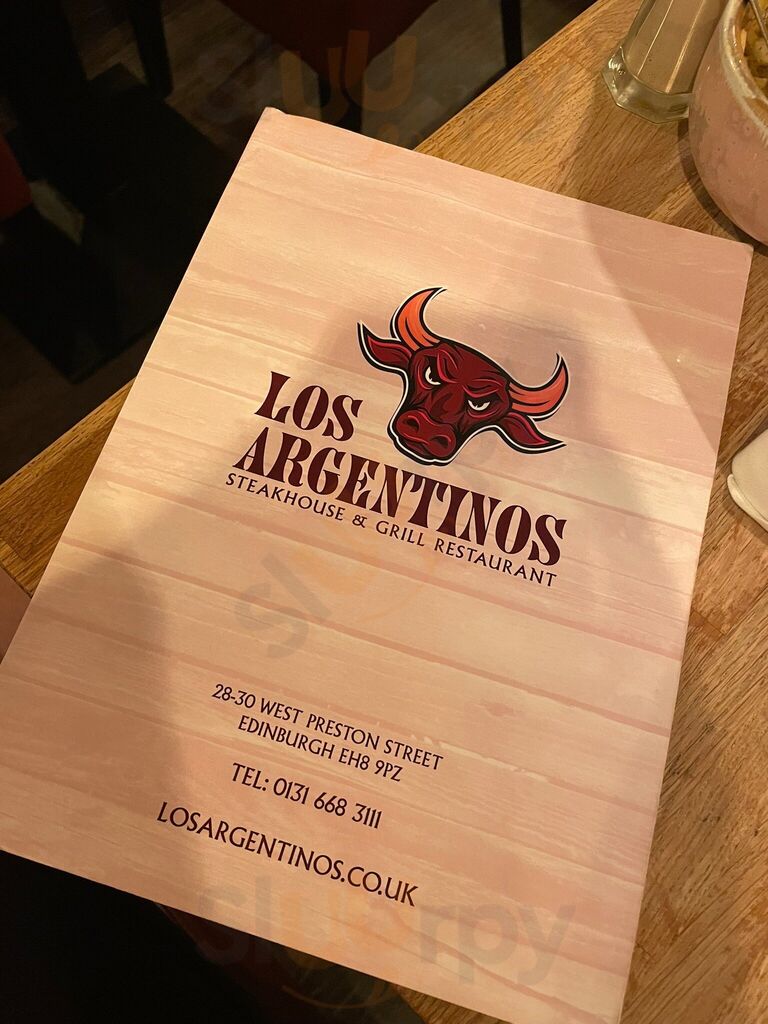 LOS
ARGENTINOS
STEAKHOUSE & GRILL RESTAURANT
28-30 WEST PRESTON STREET
EDINBURGH EH8 9PZ
TEL: 0131 668 3111
LOSARGENTINOS.CO.UK
sluurpy